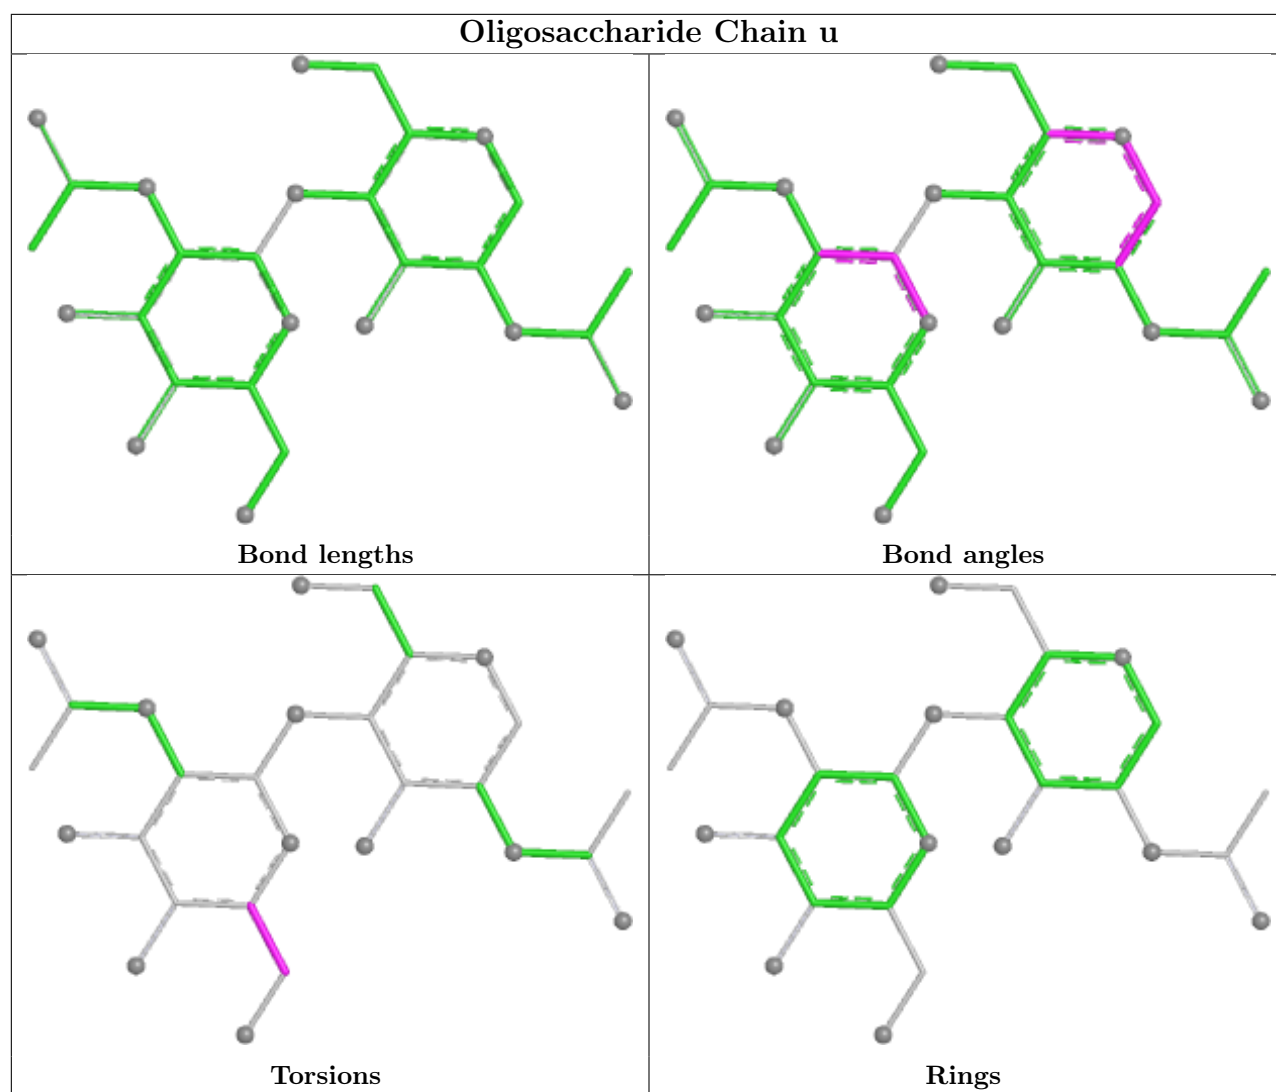 Oligosaccharide Chain u
Bond lengths
Bond angles
Torsions
Rings